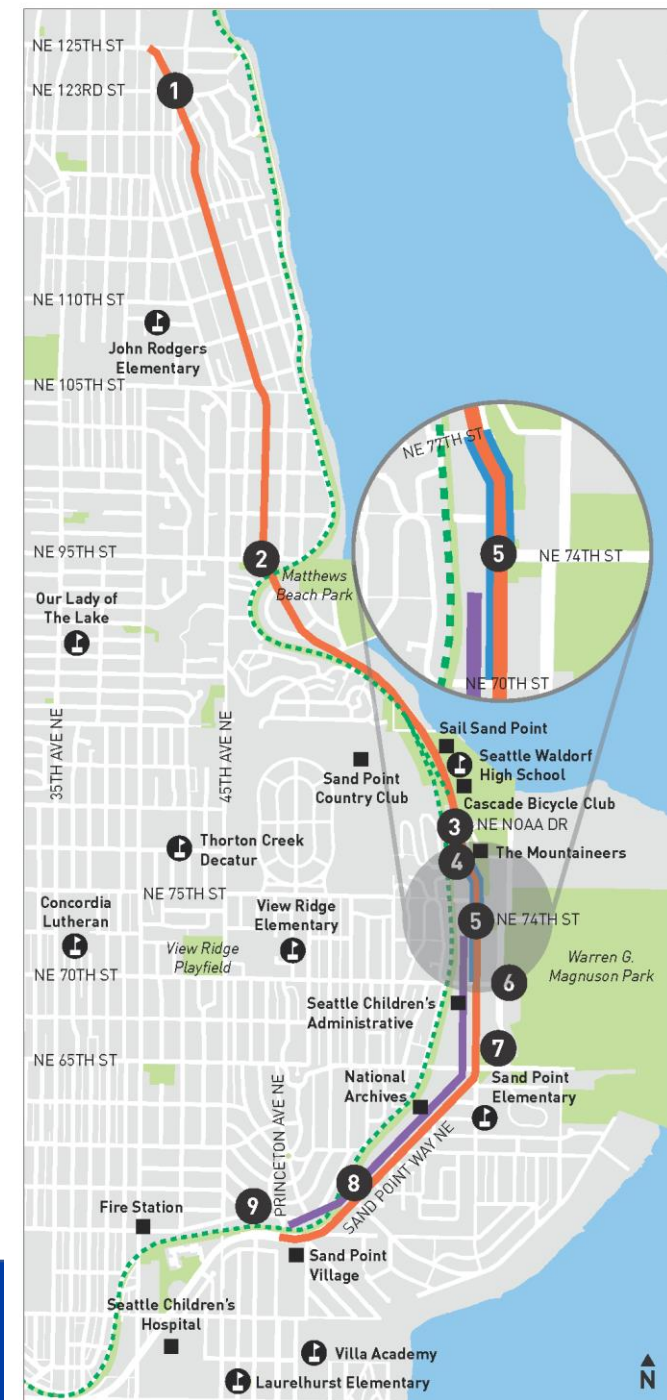 NE 125TH ST
NE 123RD ST
1
NE 110TH ST
John Rodgers
Elementary
NE 105TH ST
NE 77TH ST
5
NE 74TH ST
NE 70TH ST
NE 95TH ST
2
Matthews
Beach Park
Our Lady of
The Lake
35TH AVE NE
45TH AVE NE
Sail Sand Point
Seattle Waldorf
High School
Sand Point
Country Club
Cascade Bicycle Club
3
NE NOAA DR
4
The Mountaineers
Thorton Creek
Decatur
NE 75TH ST
Concordia
Lutheran
View Ridge
Elementary
5
NE 74TH ST
View Ridge
Playfield
Warren G.
Magnuson Park
NE 70TH ST
6
Seattle Children's
Administrative
7
NE 65TH ST
National
Archives
Sand Point
Elementary
PRINCETON AVE NE
SAND POINT WAY NE
8
9
Fire Station
Sand Point
Village
Seattle Children's
Hospital
Villa Academy
Laurelhurst Elementary
N